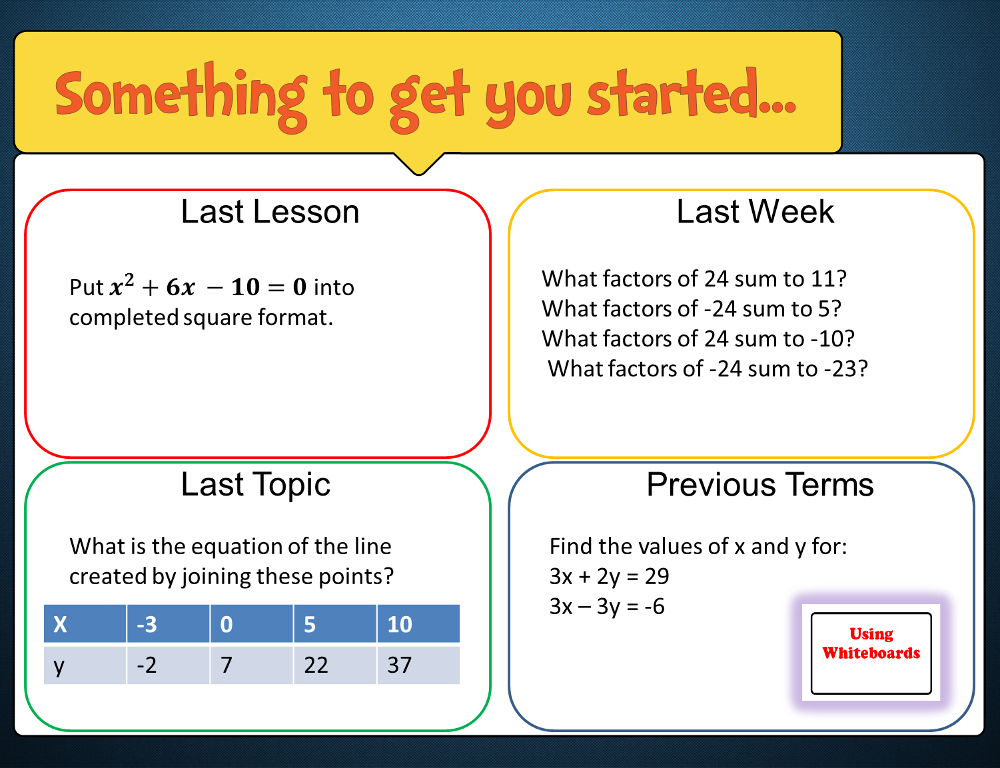 Something to get you started...
Last Lesson
Put 𝒙² + 𝟔𝒙 − 𝟏𝟎 = 𝟎 into
completed square format.
Last Week
What factors of 24 sum to 11?
What factors of -24 sum to 5?
What factors of 24 sum to -10?
What factors of -24 sum to -23?
Last Topic
What is the equation of the line
created by joining these points?
X -3 0 5 10
y -2 7 22 37
Previous Terms
Find the values of x and y for:
3x + 2y = 29
3x – 3y = -6
Using
Whiteboards